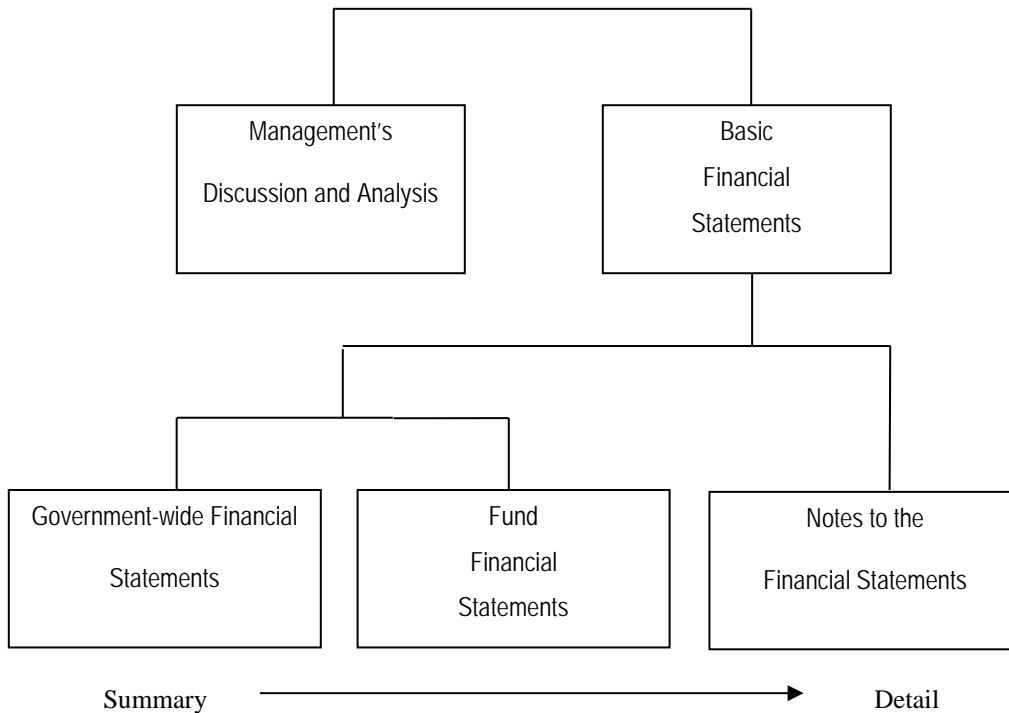 Management's
Discussion and Analysis
Basic
Financial
Statements
Government-wide Financial
Statements
Fund
Financial
Statements
Notes to the
Financial Statements
Summary
Detail